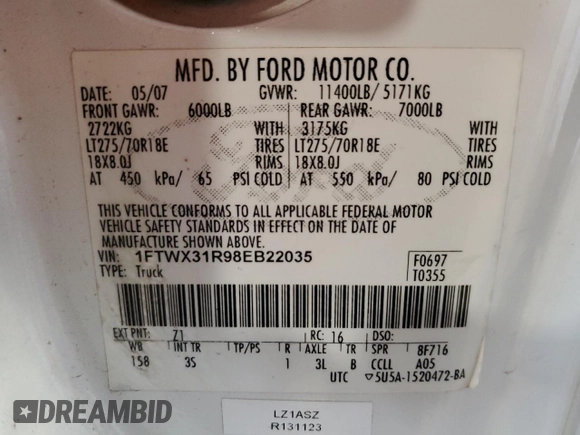 MFD. BY FORD MOTOR CO.
DATE: 05/07 GVWR: 11400LB/ 5171KG
FRONT GAWR: 6000LB REAR GAWR: 7000LB
2722KG WITH 3175KG WITH
LT275/70R18E TIRES LT275/70R18E TIRES
18X8.0J RIMS 18X8.0J RIMS
AT 450 kPa/ 65 PSI COLD AT 550 kPa/ 80 PSI COLD
THIS VEHICLE CONFORMS TO ALL APPLICABLE FEDERAL MOTOR
VEHICLE SAFETY STANDARDS IN EFFECT ON THE DATE OF
MANUFACTURE SHOWN ABOVE.
VIN: 1FTWX31R98EB22035 F0697
TYPE: Truck T0355
EXT PNT: Z1 RC: 16 DSO:
WB INT TR TP/PS R AXLE TR SPR 8F716
158 3S 1 3L B CCLL A05
UTC ▽5U5A-1520472-BA
LZ1ASZ
R131123
DREAMBID